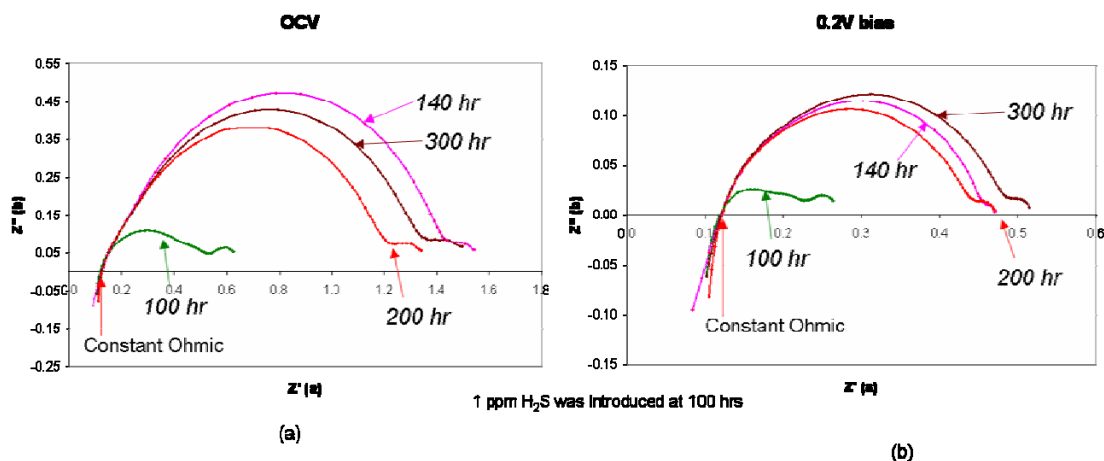 OCV
0.2V bias
0.55
0.45
0.35
0.25
0.15
0.05
-0.05
-0.15
-0.25
0.0
0.2
0.4
0.6
0.8
1.0
1.2
1.4
1.6
1.8
Z" (b)
Z' (a)
140 hr
300 hr
100 hr
200 hr
Constant Ohmic
(a)
0.15
0.10
0.05
0.00
-0.05
-0.10
-0.15
0.0
0.1
0.2
0.3
0.4
0.5
0.6
Z" (b)
Z' (a)
300 hr
140 hr
100 hr
200 hr
Constant Ohmic
1 ppm H2S was introduced at 100 hrs
(b)